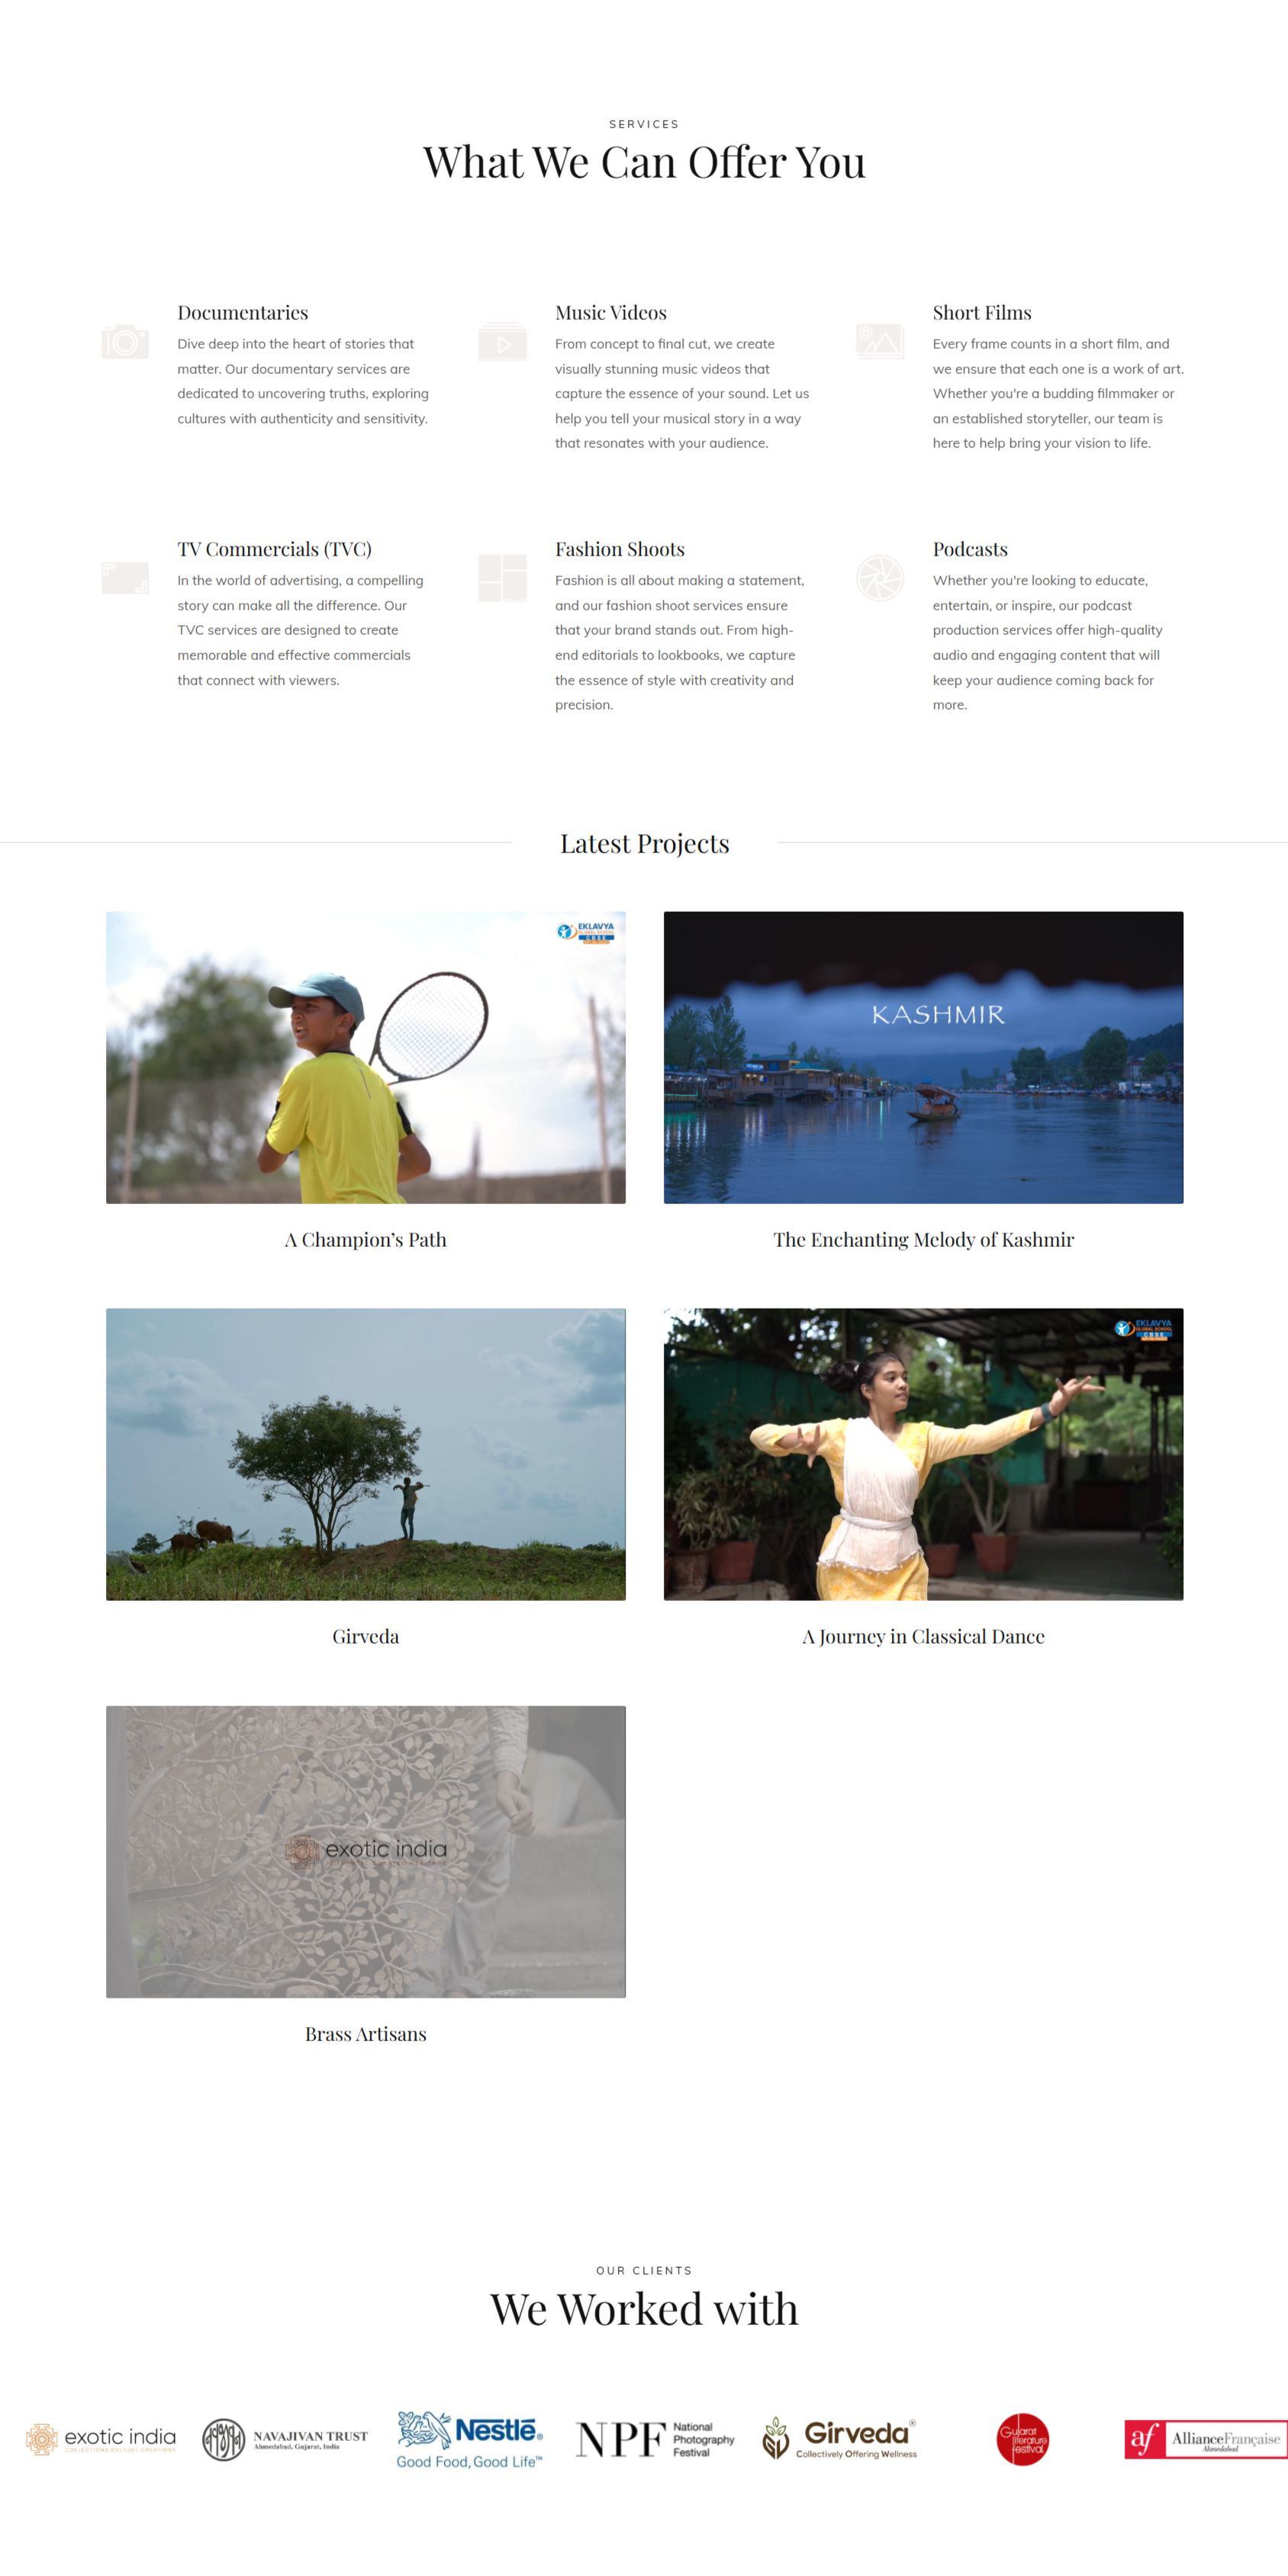 SERVICES
What We Can Offer You
Documentaries
Dive deep into the heart of stories that
matter. Our documentary services are
dedicated to uncovering truths, exploring
cultures with authenticity and sensitivity.
Music Videos
From concept to final cut, we create
visually stunning music videos that
capture the essence of your sound. Let us
help you tell your musical story in a way
that resonates with your audience.
Short Films
Every frame counts in a short film, and
we ensure that each one is a work of art.
Whether you're a budding filmmaker or
an established storyteller, our team is
here to help bring your vision to life.
TV Commercials (TVC)
In the world of advertising, a compelling
story can make all the difference. Our
TVC services are designed to create
memorable and effective commercials
that connect with viewers.
Fashion Shoots
Fashion is all about making a statement,
and our fashion shoot services ensure
that your brand stands out. From high-
end editorials to lookbooks, we capture
the essence of style with creativity and
precision.
Podcasts
Whether you're looking to educate,
entertain, or inspire, our podcast
production services offer high-quality
audio and engaging content that will
keep your audience coming back for
more.
Latest Projects
EKLAVYA
GLOBAL SCHOOL
CBSE
KASHMIR
A Champion’s Path
The Enchanting Melody of Kashmir
EKLAVYA
GLOBAL SCHOOL
CBSE
Girveda
A Journey in Classical Dance
exotic india
Brass Artisans
OUR CLIENTS
We Worked with
exotic india
COLLECTIONS.CULTURE.CREATIONS
NAVAJIVAN TRUST
Ahmedabad, Gujarat, India
Nestlé®
Good Food, Good Life™
NPF
National
Photography
Festival
Girveda®
Collectively Offering Wellness
Gujarat
literature
festival
af
AllianceFrançaise
Ahmedabad